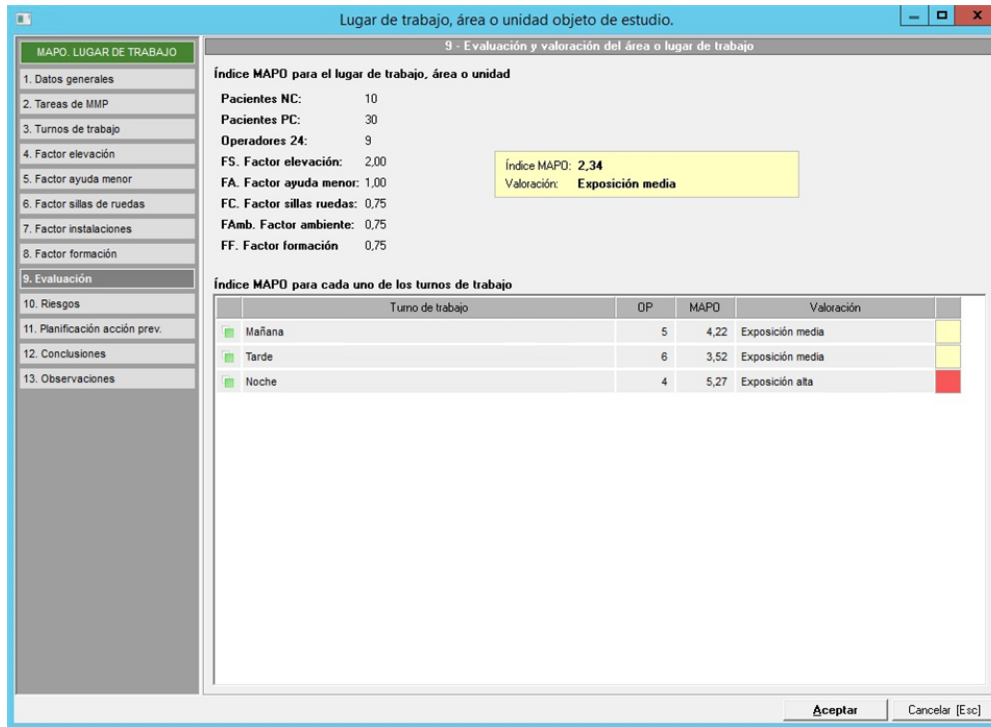 Lugar de trabajo, área o unidad objeto de estudio.
MAPO. LUGAR DE TRABAJO
1. Datos generales
2. Tareas de MMP
3. Turnos de trabajo
4. Factor elevación
5. Factor ayuda menor
6. Factor sillas de ruedas
7. Factor instalaciones
8. Factor formación
9. Evaluación
10. Riesgos
11. Planificación acción prev.
12. Conclusiones
13. Observaciones
9 - Evaluación y valoración del área o lugar de trabajo
Índice MAPO para el lugar de trabajo, área o unidad
Pacientes NC: 10
Pacientes PC: 30
Operadores 24: 9
FS. Factor elevación: 2,00
FA. Factor ayuda menor: 1,00
FC. Factor sillas ruedas: 0,75
FAmb. Factor ambiente: 0,75
FF. Factor formación 0,75
Índice MAPO: 2,34
Valoración: Exposición media
Índice MAPO para cada uno de los turnos de trabajo
Turno de trabajo OP MAPO Valoración
Mañana 5 4,22 Exposición media
Tarde 6 3,52 Exposición media
Noche 4 5,27 Exposición alta
Aceptar Cancelar [Esc]